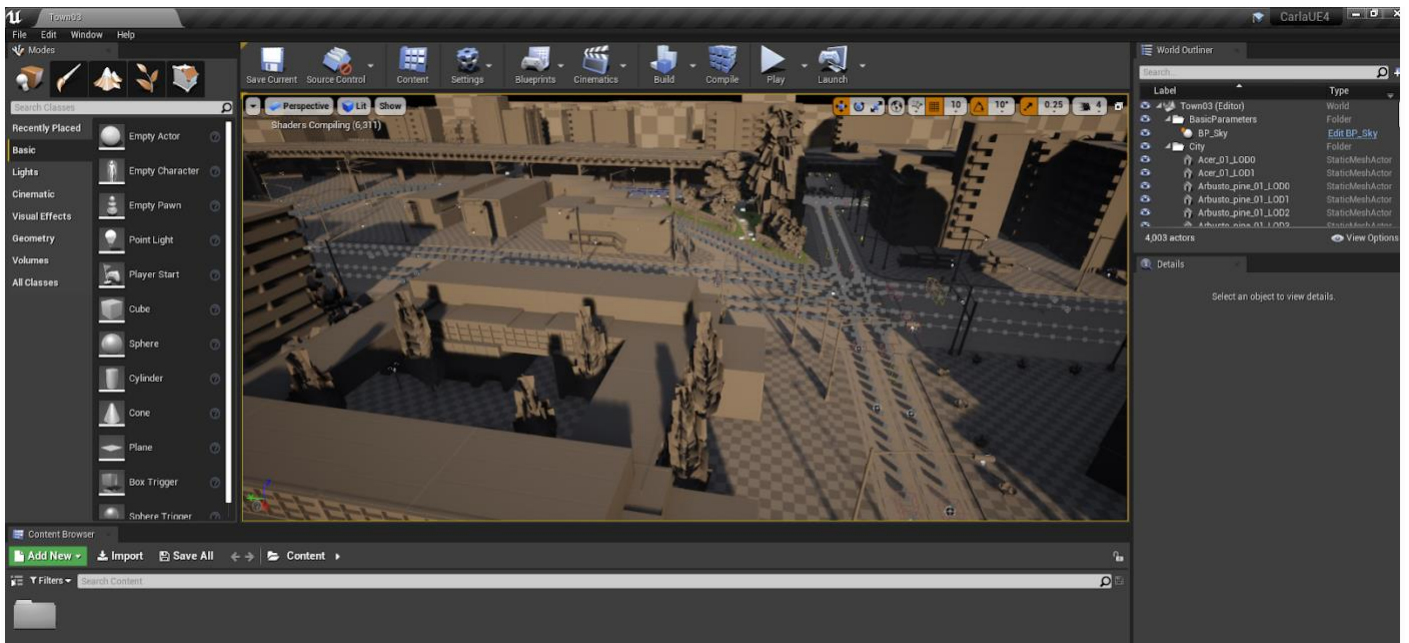 Town03
CarlaUE4
File Edit Window Help
Modes
Search Classes
Recently Placed
Basic
Lights
Cinematic
Visual Effects
Geometry
Volumes
All Classes
Empty Actor
Empty Character
Empty Pawn
Point Light
Player Start
Cube
Sphere
Cylinder
Cone
Plane
Box Trigger
Sphere Trigger
Save Current Source Control Content Settings Blueprints Cinematics Build Compile Play Launch
Perspective Lit Show
10 10° 0.25 4
Shaders Compiling (6,311)
World Outliner
Search...
Label Type
Town03 (Editor) World
BasicParameters Folder
BP_Sky Edit BP_Sky
City Folder
Acer_01_LOD0 StaticMeshActor
Acer_01_LOD1 StaticMeshActor
Arbusto_pine_01_LOD0 StaticMeshActor
Arbusto_pine_01_LOD1 StaticMeshActor
Arbusto_pine_01_LOD2 StaticMeshActor
Arbusto_pine_01_LOD3 StaticMeshActor
4,003 actors View Options
Details
Select an object to view details.
Content Browser
Add New Import Save All Content
Filters Search Content